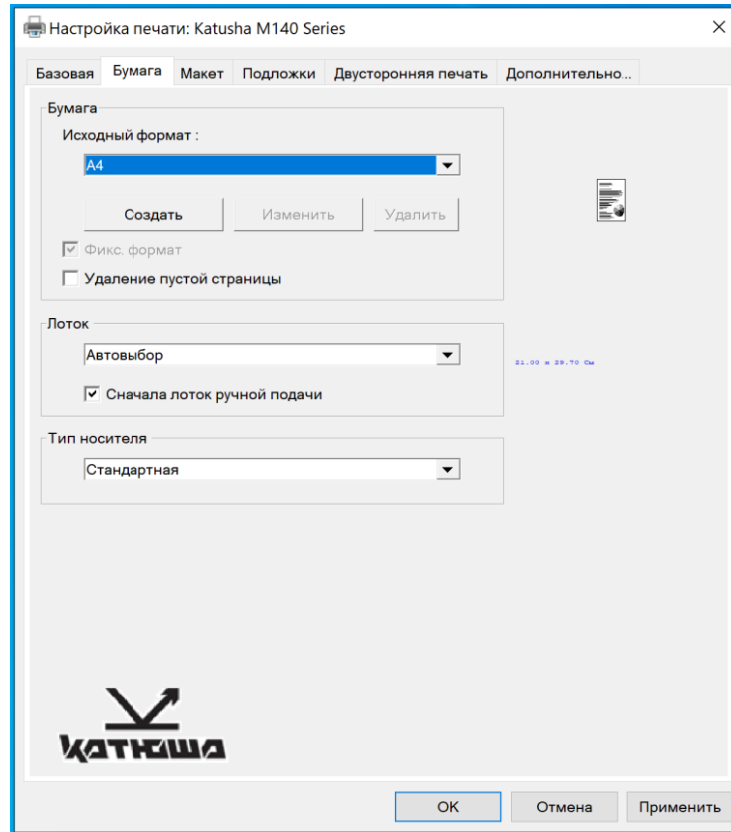 Настройка печати: Katusha M140 Series
Базовая Бумага Макет Подложки Двусторонняя печать Дополнительно...
Бумага
Исходный формат :
A4
Создать Изменить Удалить
Фикс. формат
Удаление пустой страницы
Лоток
Автовыбор
21.00 x 29.70 См
Сначала лоток ручной подачи
Тип носителя
Стандартная
катюша
OK Отмена Применить